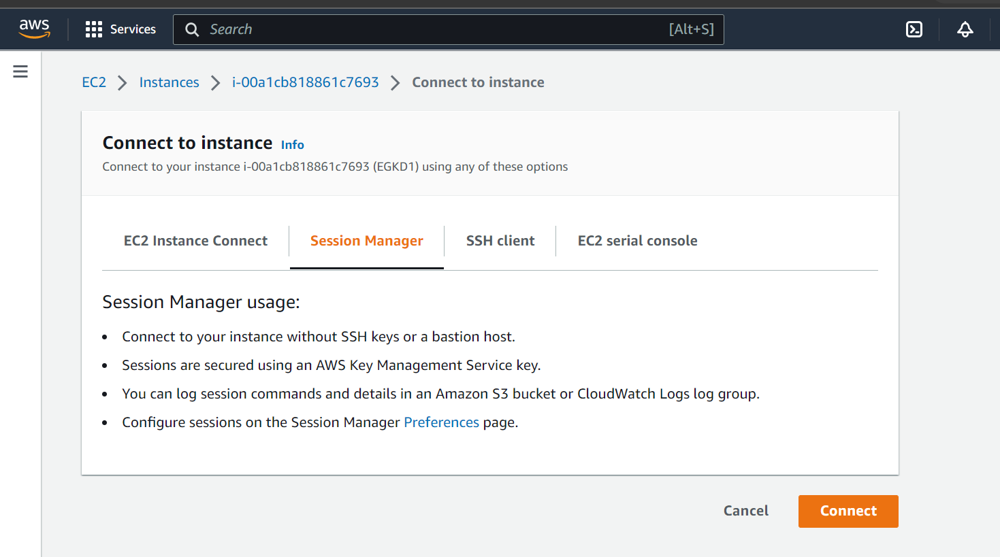 aws Services Search [Alt+S]
EC2 Instances i-00a1cb818861c7693 Connect to instance
Connect to instance Info
Connect to your instance i-00a1cb818861c7693 (EGKD1) using any of these options
EC2 Instance Connect Session Manager SSH client EC2 serial console
Session Manager usage:
• Connect to your instance without SSH keys or a bastion host.
• Sessions are secured using an AWS Key Management Service key.
• You can log session commands and details in an Amazon S3 bucket or CloudWatch Logs log group.
• Configure sessions on the Session Manager Preferences page.
Cancel Connect